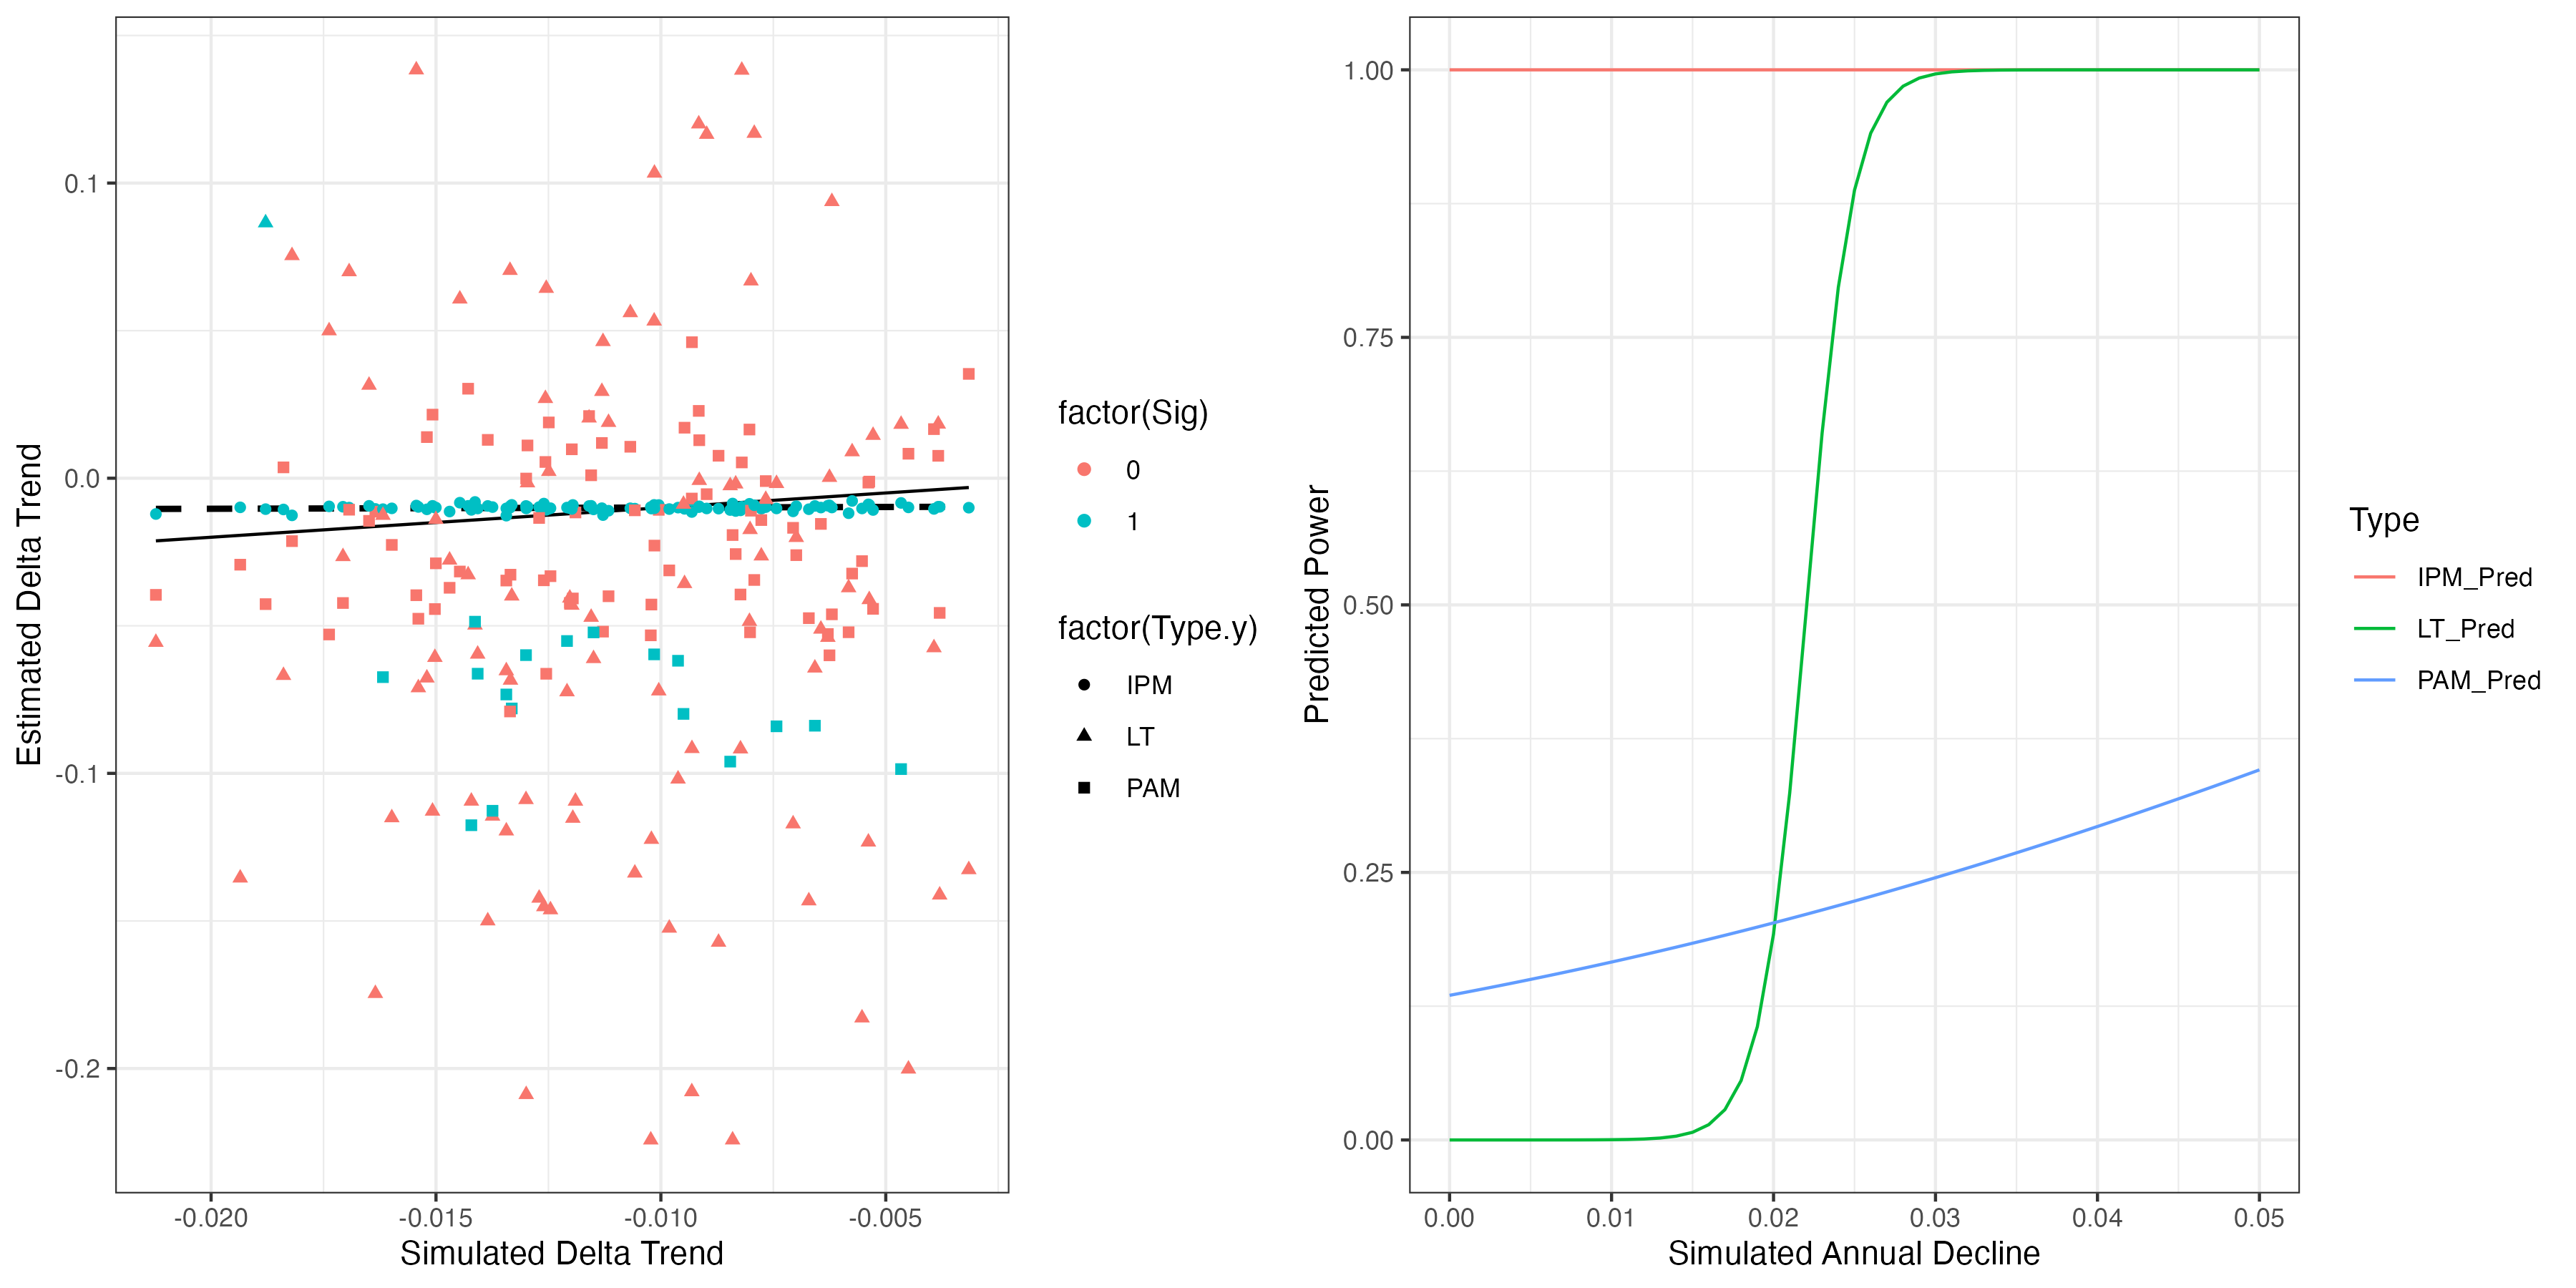 Estimated Delta Trend
0.1
0.0
-0.1
-0.2
-0.020
-0.015
-0.010
-0.005
Simulated Delta Trend
factor(Sig)
0
1
factor(Type.y)
IPM
LT
PAM
Predicted Power
1.00
0.75
0.50
0.25
0.00
0.00
0.01
0.02
0.03
0.04
0.05
Simulated Annual Decline
Type
IPM_Pred
LT_Pred
PAM_Pred